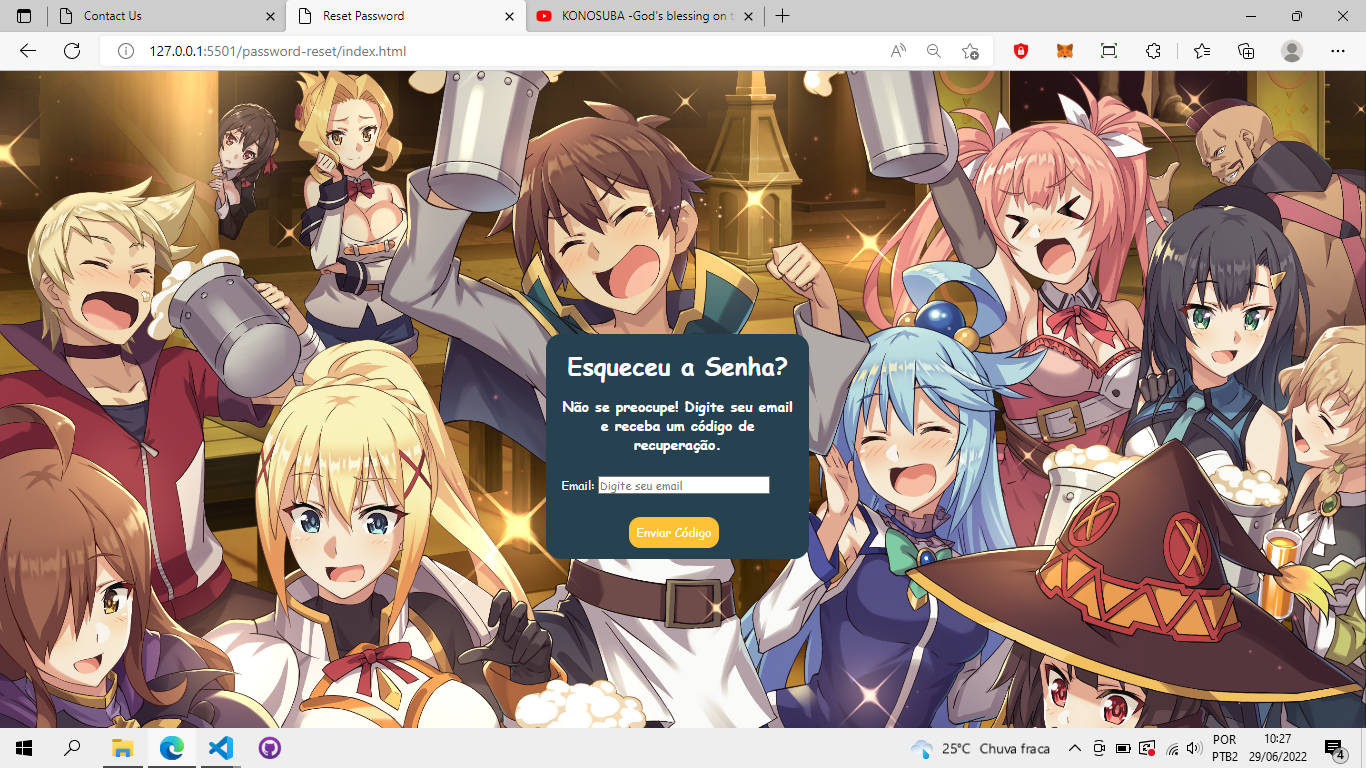 Contact Us
Reset Password
KONOSUBA -God's blessing on t
127.0.0.1:5501/password-reset/index.html
Esqueceu a Senha?
Não se preocupe! Digite seu email
e receba um código de
recuperação.
Email: Digite seu email
Enviar Código
25°C Chuva fraca
POR
PTB2
10:27
29/06/2022
4